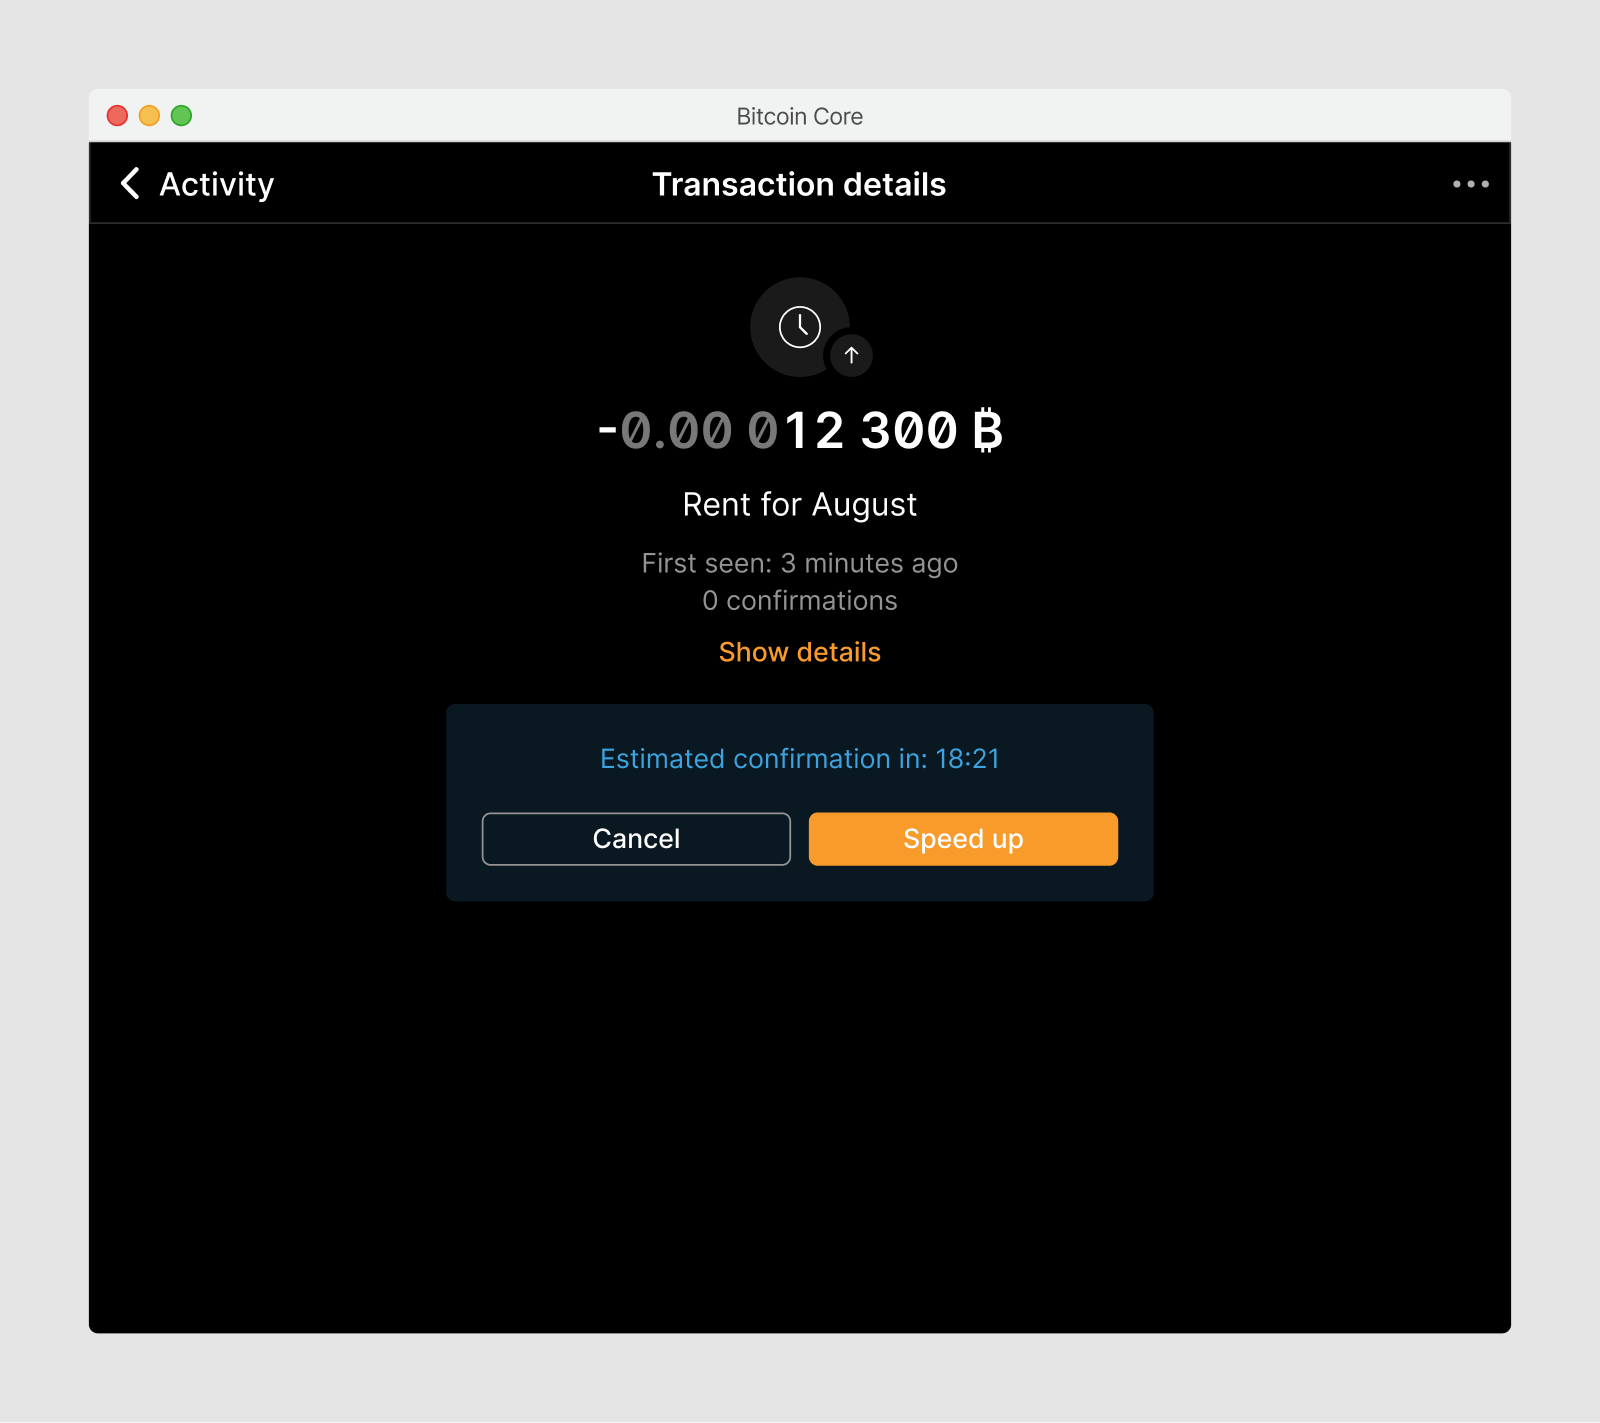 Bitcoin Core
Activity
Transaction details
-0.00 012 300 ₿
Rent for August
First seen: 3 minutes ago
0 confirmations
Show details
Estimated confirmation in: 18:21
Cancel
Speed up